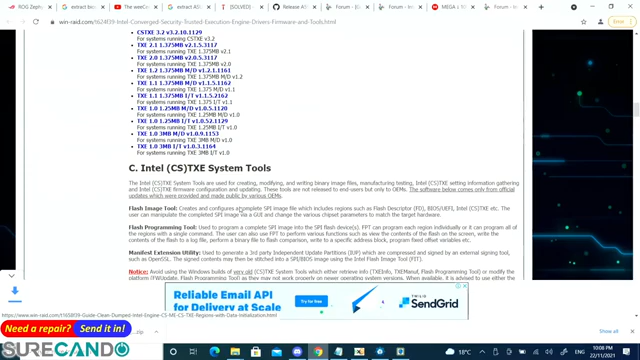 ROG Zeph
extract ASU
The weeCo
[SOLVED]
extract ASU
Release A5
[Forum - Is
Forum - In
MEGA ≥ 10
Forum - In
win-raid.com/t624f39-Intel-Converged-Security-Trusted-Execution-Engine-Drivers-Firmware-and-Tools.html
Error
CSTXE 3.2 v3.2.10.1129
For systems running CSTXE v3.2
TXE 2.1 1.375MB v2.1.5.3117
For systems running TXE 1.375MB v2.1
TXE 2.0 1.375MB v2.0.5.3117
For systems running TXE 1.375MB v2.0
TXE 1.2 1.375MB M/D v1.2.1.1161
For systems running TXE 1.375MB M/D v1.2
TXE 1.1 1.375MB M/D v1.1.5.1162
For systems running TXE 1.375 M/D v1.1
TXE 1.1 1.375MB I/T v1.1.5.2162
For systems running TXE 1.375 I/T v1.1
TXE 1.0 1.25MB M/D v1.0.5.1120
For systems running TXE 1.25MB M/D v1.0
TXE 1.0 1.25MB I/T v1.0.52.1129
For systems running TXE 1.25MB I/T v1.0
TXE 1.0 3MB M/D v1.0.9.1153
For systems running TXE 3MB M/D v1.0
TXE 1.0 3MB I/T v1.0.3.1164
For systems running TXE 3MB I/T v1.0
C. Intel (CS)TXE System Tools
The Intel (CS)TXE System Tools are used for creating, modifying, and writing binary image files, manufacturing testing, Intel (CS)TXE setting information gathering
and Intel (CS)TXE firmware configuration and updating. These tools are not released to end-users but only to OEMs. The software below comes only from official
updates which were provided and made public by various OEMs.
Flash Image Tool: Creates and configures a complete SPI image file which includes regions such as Flash Descriptor (FD), BIOS/UEFI, Intel (CS)TXE etc. The
user can manipulate the completed SPI image via a GUI and change the various chipset parameters to match the target hardware.
Flash Programming Tool: Used to program a complete SPI image into the SPI flash device(s). FPT can program each region individually or it can program all
of the regions with a single command. The user can also use FPT to perform various functions such as view the contents of the flash on the screen, write the
contents of the flash to a log file, perform a binary file to flash comparison, write to a specific address block, program fixed offset variables etc.
Manifest Extension Utility: Used to generate a 3rd party Independent Update Partitions (IUP) which are compressed and signed by an external signing tool,
such as OpenSSL. The signed contents may then be stitched into a SPI/BIOS image using the Intel Flash Image Tool (FIT).
Notice: Avoid using the Windows builds of very old (CS)TXE System Tools which either retrieve info (TXEInfo, TXEManuf, Flash Programming Tool) or modify the
platform (FWUpdate, Flash Programming Tool) as they may not work properly on newer operating system versions. When available, it is advised to use either the
Reliable Email API for
Delivery at Scale
Try for free
TWILIO
SendGrid
https://www.win-raid.com/t1658f39-Guide-Clean-Dumped-Intel-Engine-CS-ME-CS-TXE-Regions-with-Data-Initialization.html
Need a repair?
Send it in!
.zip
Show all
SURECANDO
18°C
10:08 PM
22/11/2021